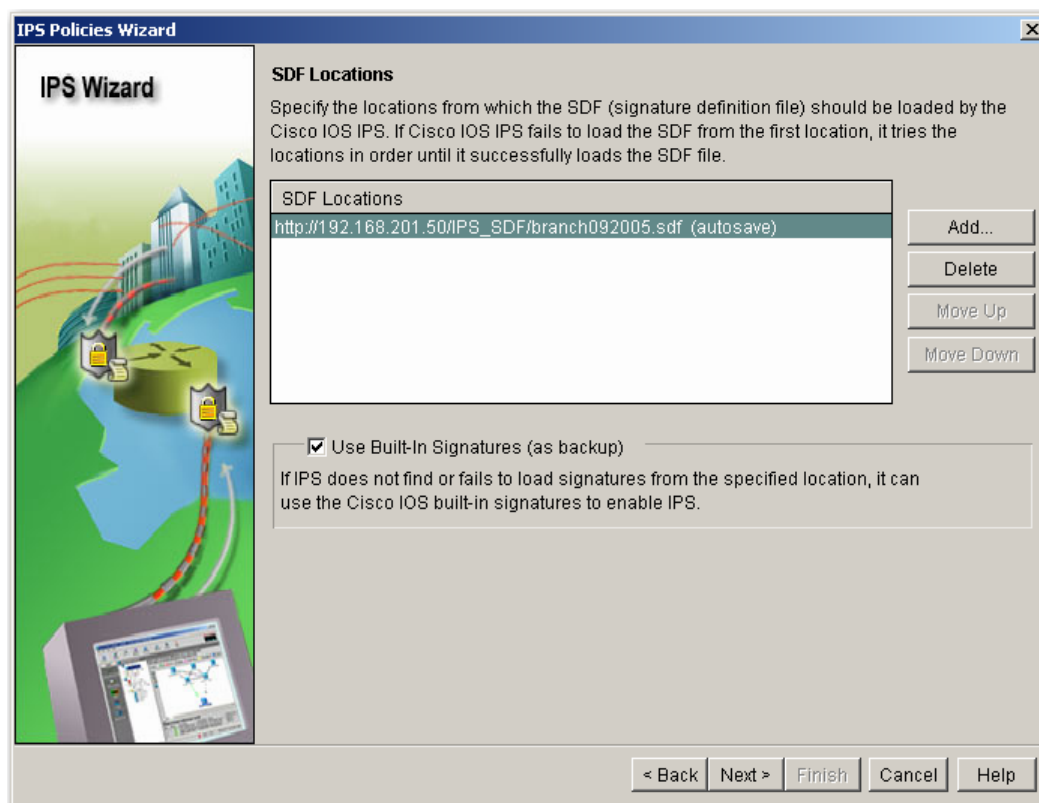 IPS Policies Wizard
IPS Wizard
SDF Locations
Specify the locations from which the SDF (signature definition file) should be loaded by the
Cisco IOS IPS. If Cisco IOS IPS fails to load the SDF from the first location, it tries the
locations in order until it successfully loads the SDF file.
SDF Locations
http://192.168.201.50/IPS_SDF/branch092005.sdf (autosave)
Add...
Delete
Move Up
Move Down
Use Built-In Signatures (as backup)
If IPS does not find or fails to load signatures from the specified location, it can
use the Cisco IOS built-in signatures to enable IPS.
< Back
Next >
Finish
Cancel
Help